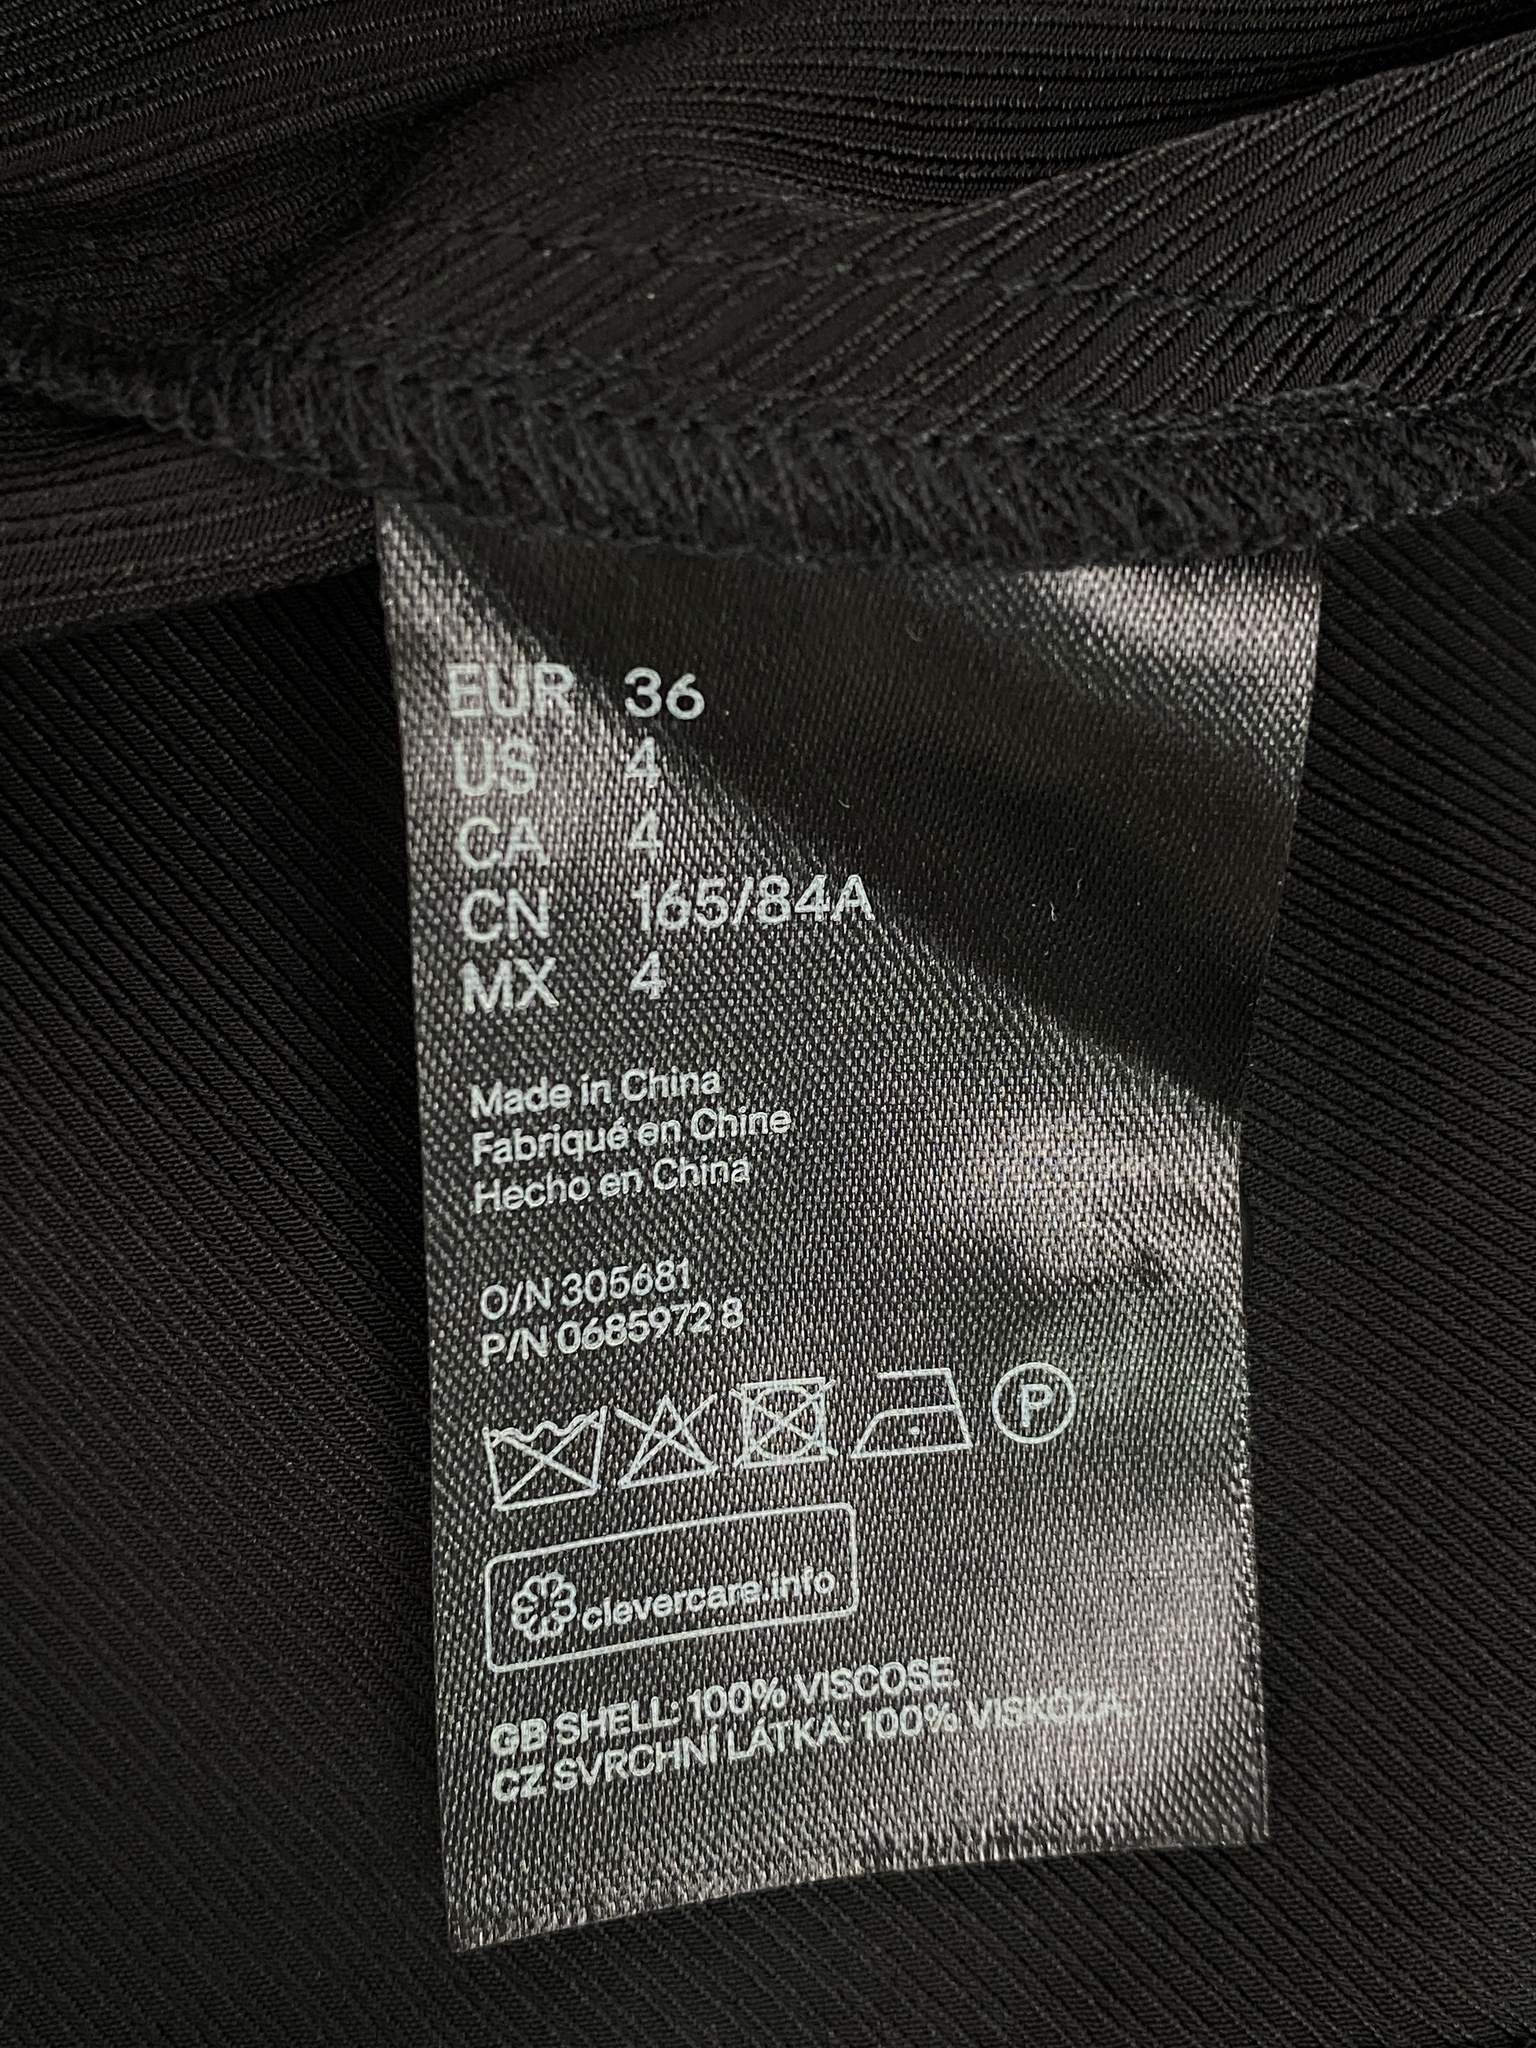 EUR 36
US 4
CA 4
CN 165/84A
MX 4
Made in China
Fabriqué en Chine
Hecho en China
O/N 305681
P/N 0685972 8
P
clevercare.info
GB SHELL: 100% VISCOSE
CZ SVRCHNÍ LÁTKA: 100% VISKÓZA